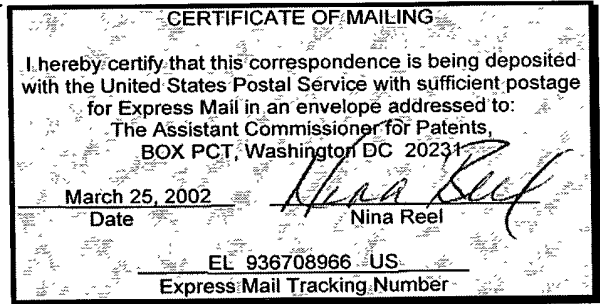 CERTIFICATE OF MAILING
I hereby certify that this correspondence is being deposited
with the United States Postal Service with sufficient postage
for Express Mail in an envelope addressed to:
The Assistant Commissioner for Patents,
BOX PCT, Washington DC 20231
March 25, 2002 Nina Reel
Date Nina Reel
EL 936708966 US
Express Mail Tracking Number